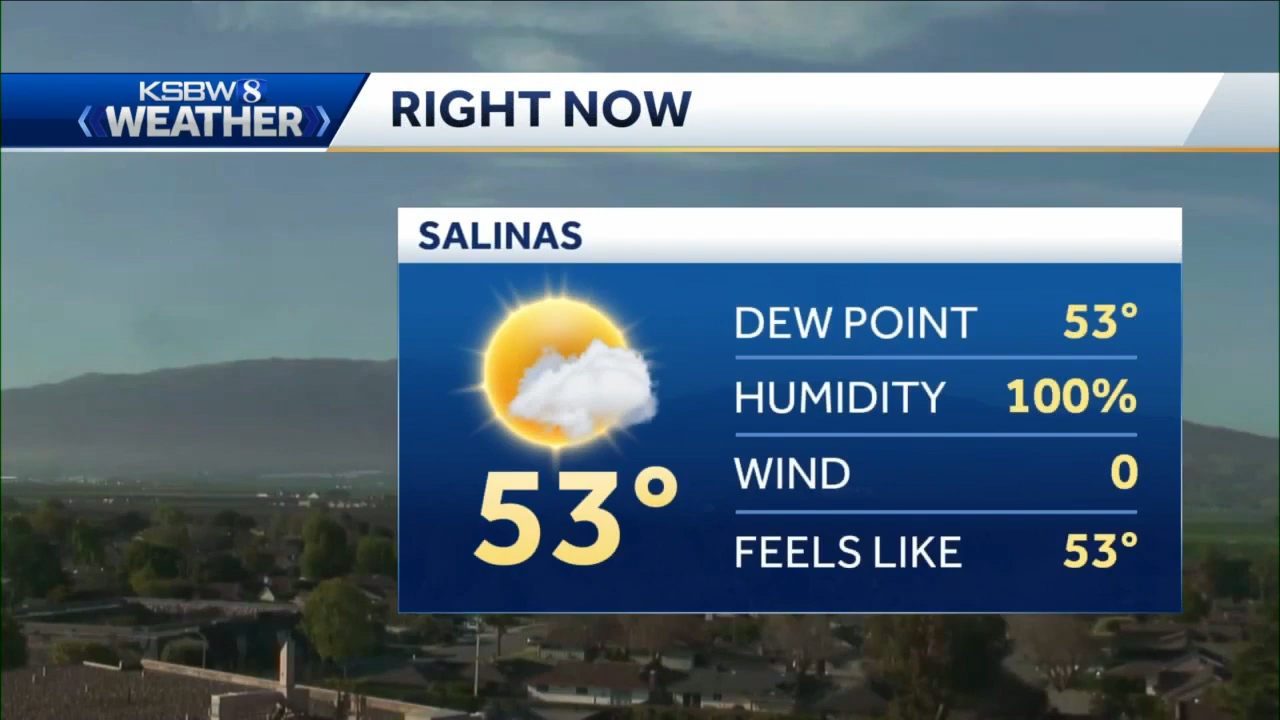 KSBW 8
WEATHER
RIGHT NOW
SALINAS
53°
DEW POINT 53°
HUMIDITY 100%
WIND 0
FEELS LIKE 53°